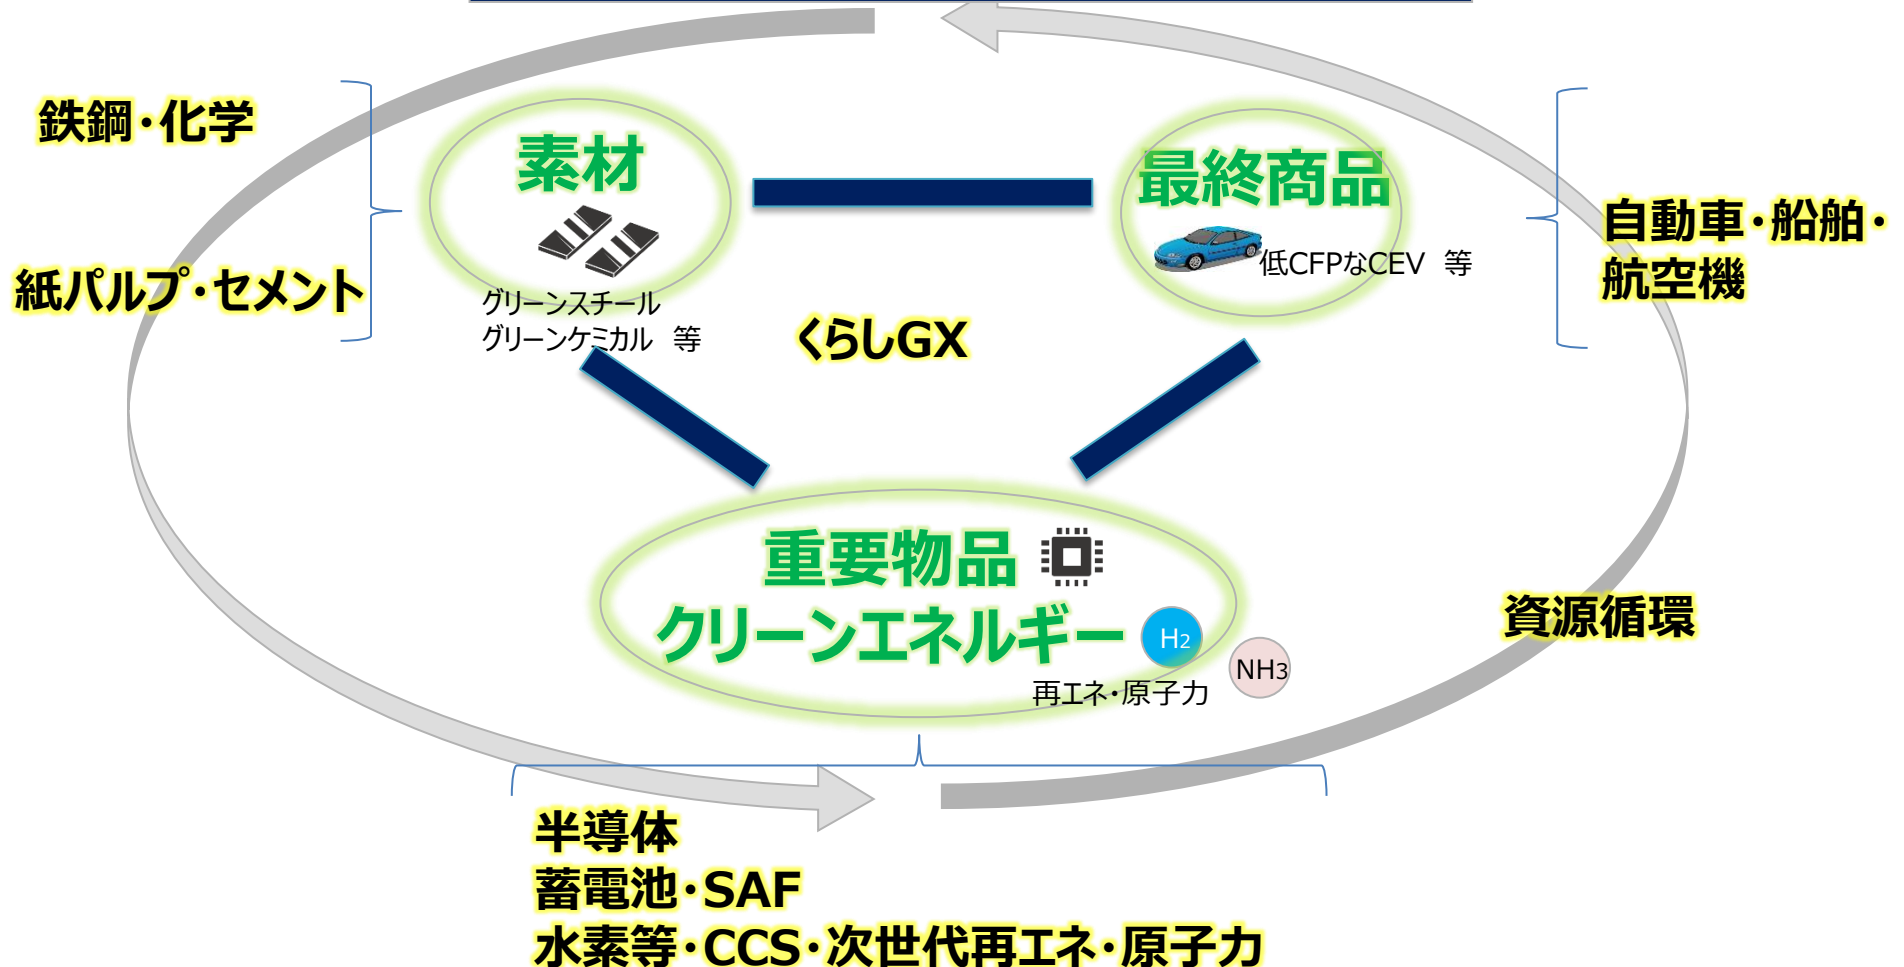 鉄鋼・化学
紙パルプ・セメント
素材
グリーンスチール
グリーンケミカル 等
最終商品
低CFPなCEV 等
自動車・船舶・
航空機
くらしGX
重要物品
クリーンエネルギー
H2
NH3
再エネ・原子力
資源循環
半導体
蓄電池・SAF
水素等・CCS・次世代再エネ・原子力